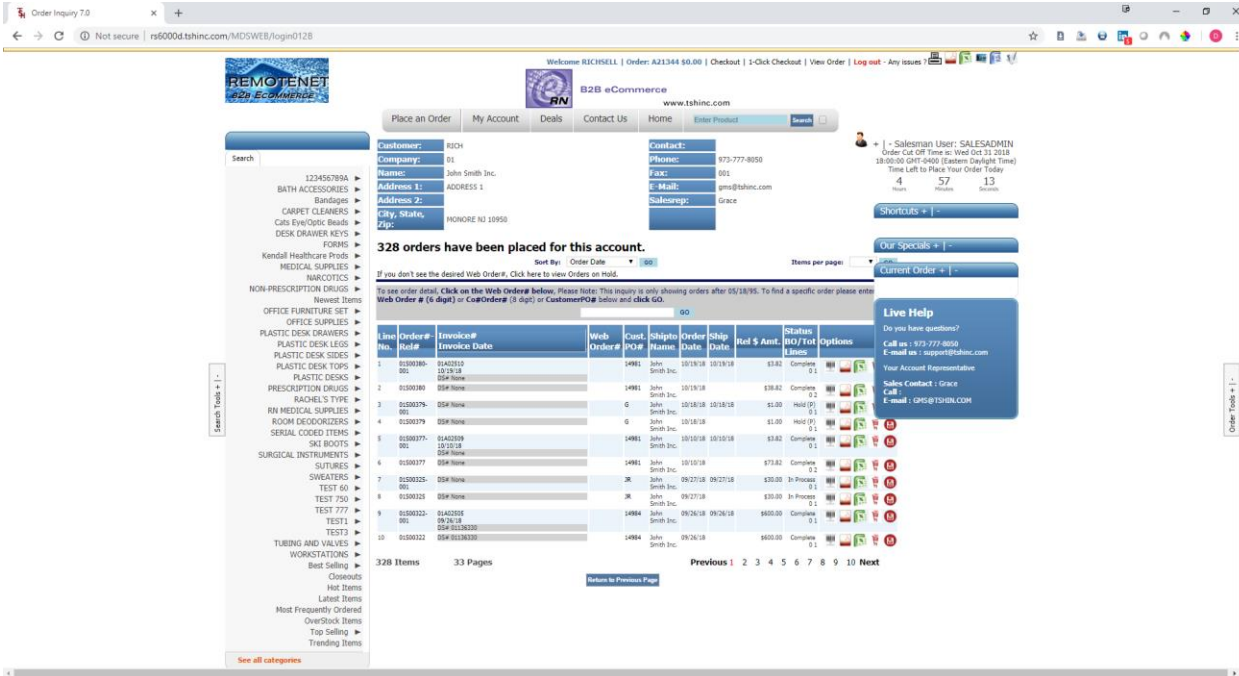 Order Inquiry 7.0
Not secure | rs6000d.tshinc.com/MDSWEB/login0128
Welcome RICHSELL | Order: A21344 $0.00 | Checkout | 1-Click Checkout | View Order | Log out - Any issues ?
REMOTENET
B2B ECOMMERCE
RN
B2B eCommerce
www.tshinc.com
Place an Order My Account Deals Contact Us Home Enter Product Search
Search
123456789A
BATH ACCESSORIES
Bandages
CARPET CLEANERS
Cats Eye/Optic Beads
DESK DRAWER KEYS
FORMS
Kendall Healthcare Prods
MEDICAL SUPPLIES
NARCOTICS
NON-PRESCRIPTION DRUGS
Newest Items
OFFICE FURNITURE SET
OFFICE SUPPLIES
PLASTIC DESK DRAWERS
PLASTIC DESK LEGS
PLASTIC DESK SIDES
PLASTIC DESK TOPS
PLASTIC DESKS
PRESCRIPTION DRUGS
RACHEL'S TYPE
RN MEDICAL SUPPLIES
ROOM DEODORIZERS
SERIAL CODED ITEMS
SKI BOOTS
SURGICAL INSTRUMENTS
SUTURES
SWEATERS
TEST 60
TEST 750
TEST 777
TEST1
TEST3
TUBING AND VALVES
WORKSTATIONS
Best Selling
Closeouts
Hot Items
Latest Items
Most Frequently Ordered
OverStock Items
Top Selling
Trending Items
See all categories
Search Tools + | -
Customer: RICH Contact:
Company: 01 Phone: 973-777-8050
Name: John Smith Inc. Fax: 001
Address 1: ADDRESS 1 E-Mail: gms@tshinc.com
Address 2: Salesrep: Grace
City, State, Zip: MONORE NJ 10950
328 orders have been placed for this account.
Sort By: Order Date GO Items per page: GO
If you don't see the desired Web Order#, Click here to view Orders on Hold.
To see order detail, Click on the Web Order# below, Please Note: This inquiry is only showing orders after 05/18/95. To find a specific order please enter
Web Order # (6 digit) or Co#Order# (8 digit) or CustomerPO# below and click GO.
GO
Line No. Order#-Rel# Invoice# Invoice Date Web Order# Cust. PO# Shipto Name Order Date Ship Date Rel $ Amt. Status BO/Tot Lines Options
1 01S00380-001 01A02510 10/19/18 DS# None 14981 John Smith Inc. 10/19/18 10/19/18 $3.82 Complete 0 1
2 01S00380 DS# None 14981 John Smith Inc. 10/19/18 $38.82 Complete 0 2
3 01S00379-001 DS# None G John Smith Inc. 10/18/18 10/18/18 $1.00 Hold (P) 0 1
4 01S00379 DS# None G John Smith Inc. 10/18/18 $1.00 Hold (P) 0 1
5 01S00377-001 01A02509 10/10/18 DS# None 14981 John Smith Inc. 10/10/18 10/10/18 $3.82 Complete 0 1
6 01S00377 DS# None 14981 John Smith Inc. 10/10/18 $73.82 Complete 0 2
7 01S00325-001 DS# None JR John Smith Inc. 09/27/18 09/27/18 $30.00 In Process 0 1
8 01S00325 DS# None JR John Smith Inc. 09/27/18 $30.00 In Process 0 1
9 01S00322-001 01A02505 09/26/18 DS# 01136330 14984 John Smith Inc. 09/26/18 09/26/18 $600.00 Complete 0 1
10 01S00322 DS# 01136330 14984 John Smith Inc. 09/26/18 $600.00 Complete 0 1
328 Items 33 Pages Previous 1 2 3 4 5 6 7 8 9 10 Next
Return to Previous Page
+ | - Salesman User: SALESADMIN
Order Cut Off Time is: Wed Oct 31 2018
18:00:00 GMT-0400 (Eastern Daylight Time)
Time Left to Place Your Order Today
4 57 13
Hours Minutes Seconds
Shortcuts + | -
Our Specials + | -
Current Order + | -
Live Help
Do you have questions?
Call us : 973-777-8050
E-mail us : support@tshinc.com
Your Account Representative
Sales Contact : Grace
Call :
E-mail : GMS@TSHIN.COM
Order Tools + | -